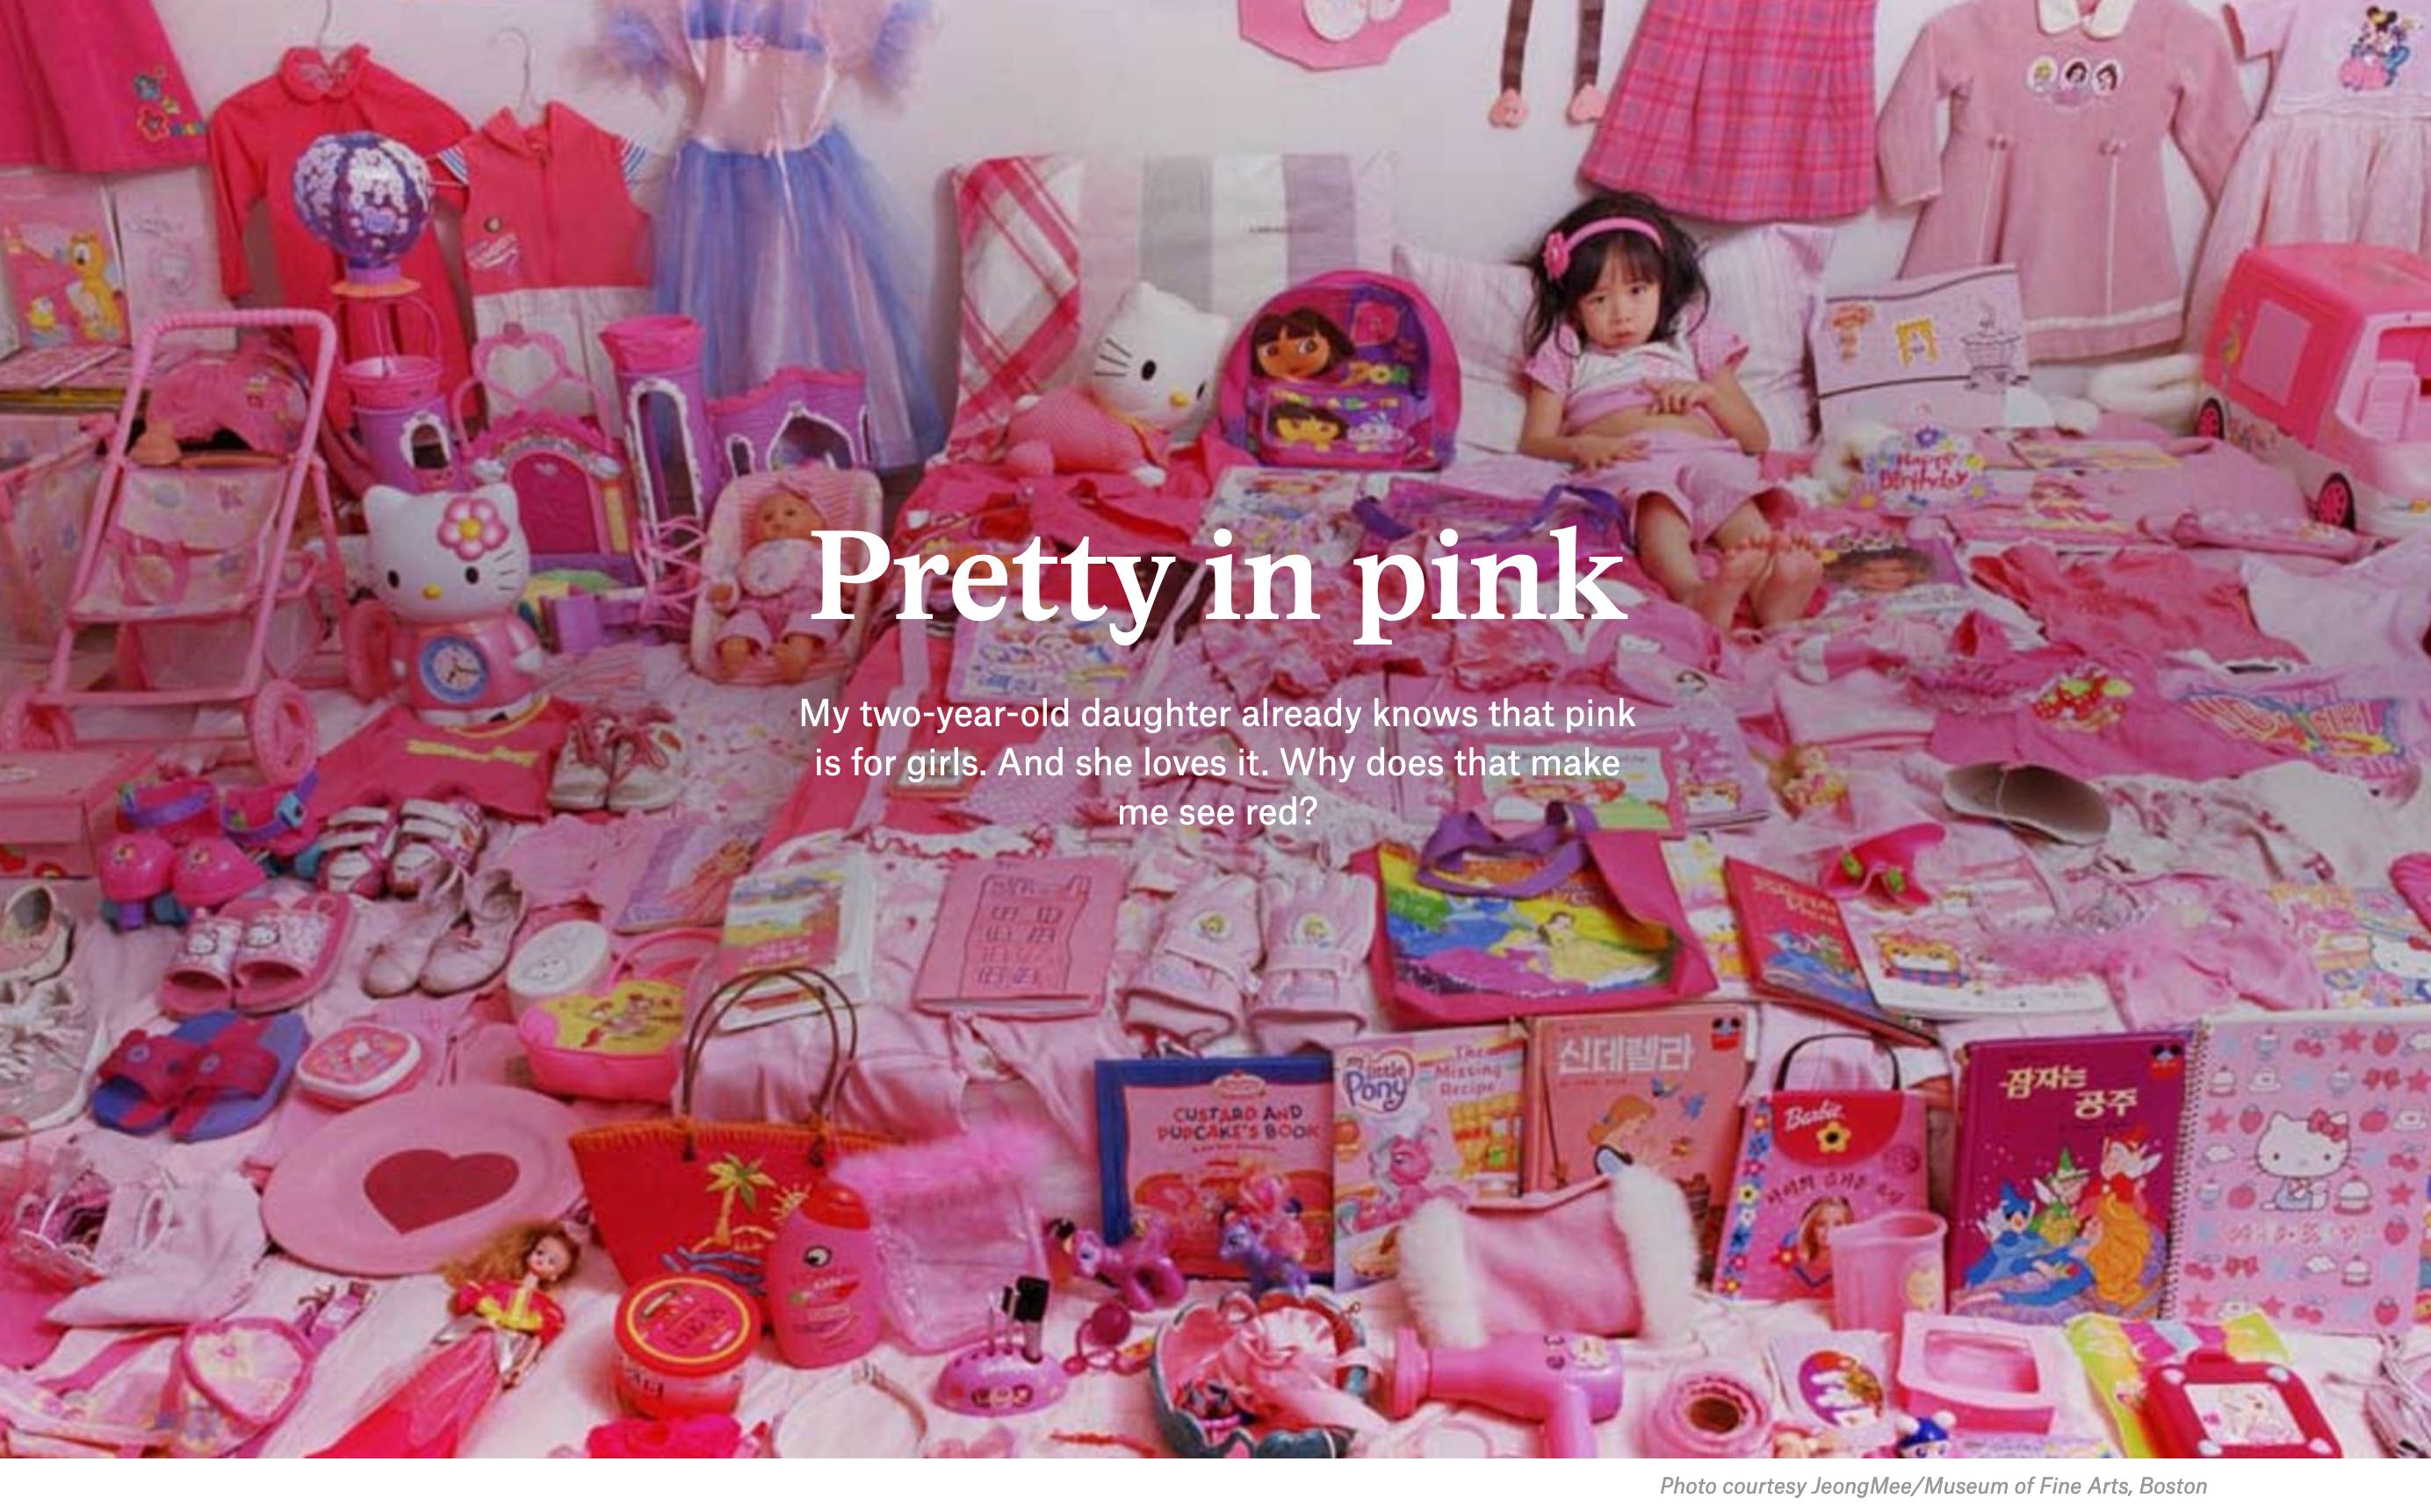 Happy
Birthday
Pretty in pink
My two-year-old daughter already knows that pink
is for girls. And she loves it. Why does that make
me see red?
My little Pony
The
Missing
Recipe
신데렐라
잠자는
공주
CUSTARD AND
PUPCAKE'S BOOK
Barbie
Photo courtesy JeongMee/Museum of Fine Arts, Boston